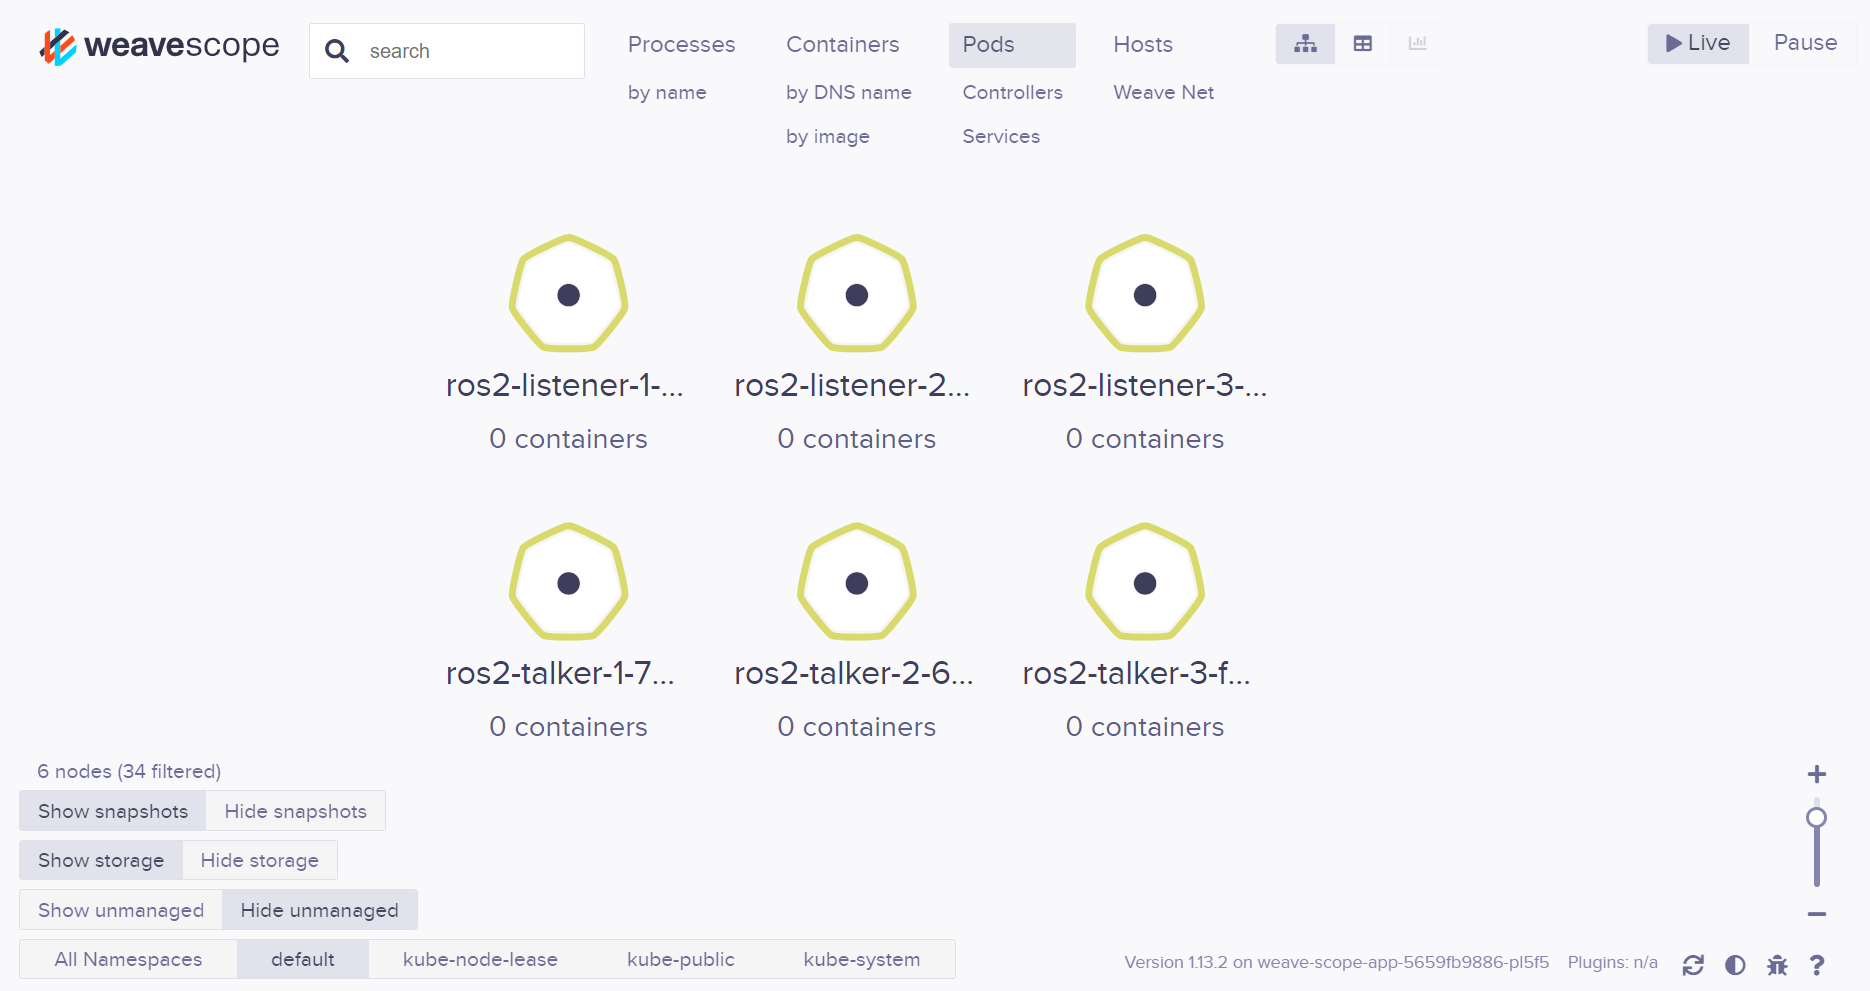 weavescope
search
Processes Containers Pods Hosts
Live Pause
by name by DNS name Controllers Weave Net
by image Services
ros2-listener-1-... ros2-listener-2... ros2-listener-3-...
0 containers 0 containers 0 containers
ros2-talker-1-7... ros2-talker-2-6... ros2-talker-3-f...
0 containers 0 containers 0 containers
6 nodes (34 filtered)
Show snapshots Hide snapshots
Show storage Hide storage
Show unmanaged Hide unmanaged
All Namespaces default kube-node-lease kube-public kube-system
Version 1.13.2 on weave-scope-app-5659fb9886-pl5f5 Plugins: n/a